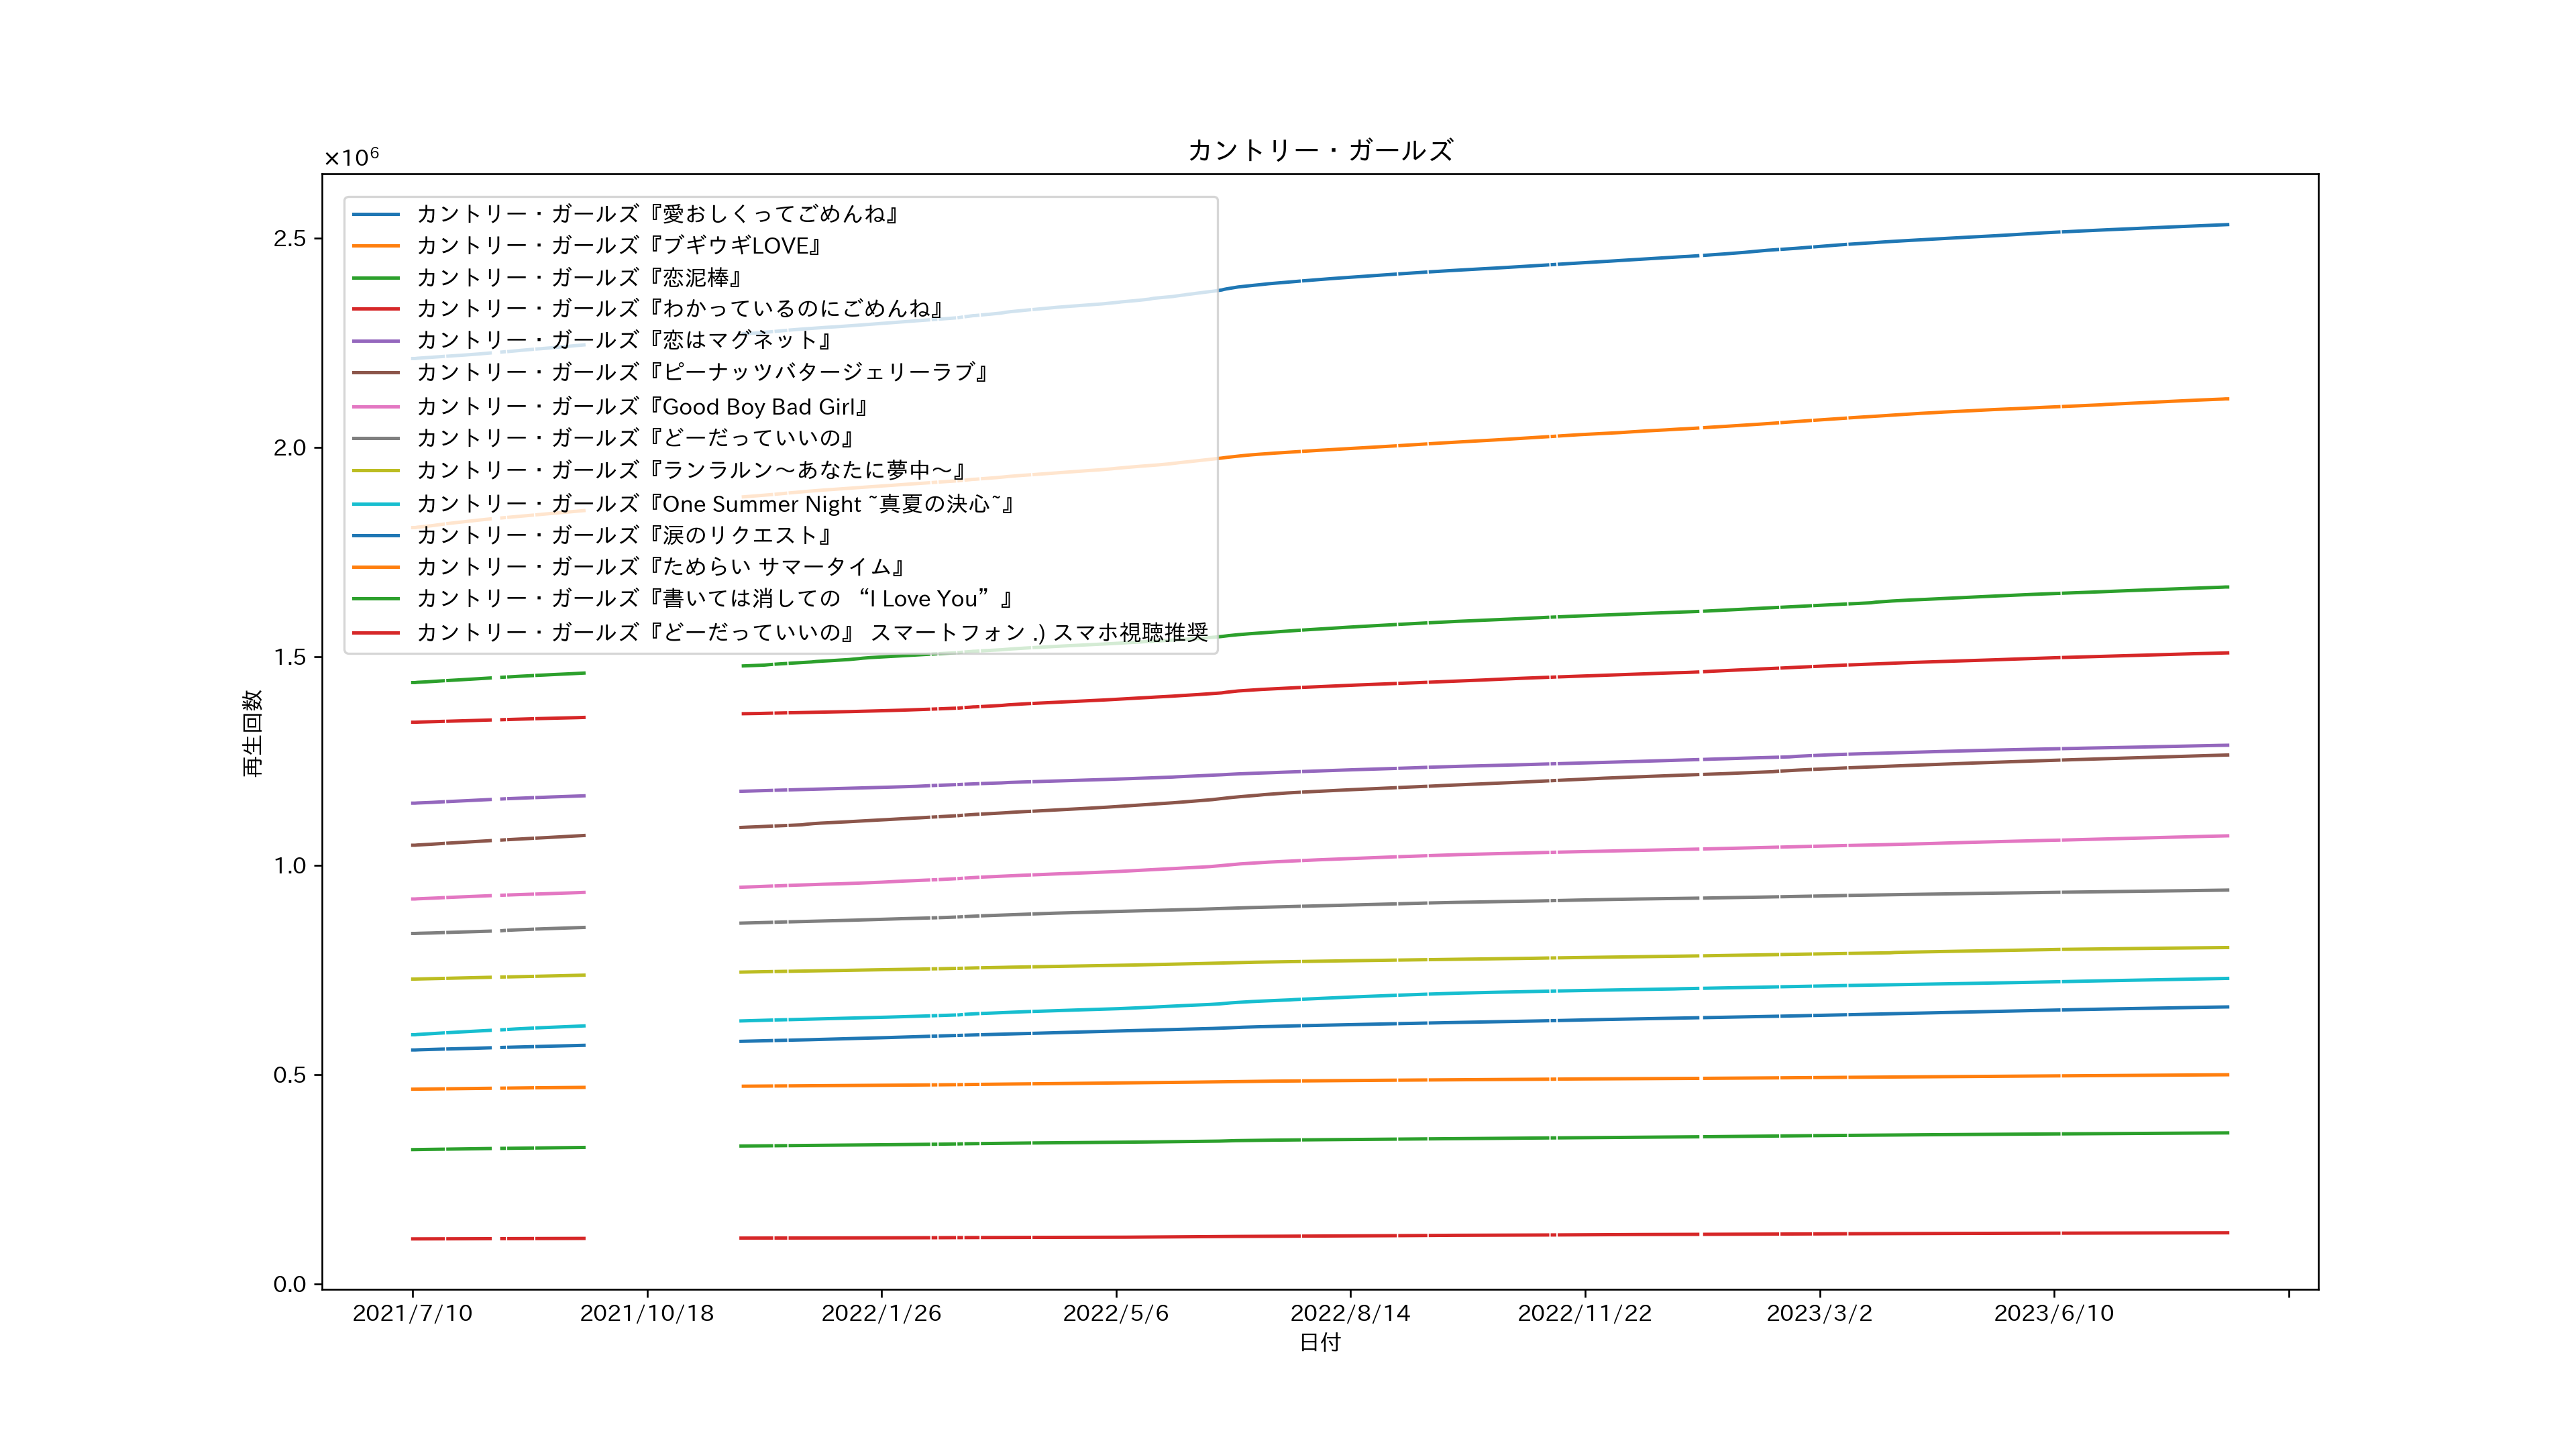 カントリー・ガールズ
×10⁶
カントリー・ガールズ『愛おしくってごめんね』
カントリー・ガールズ『ブギウギLOVE』
カントリー・ガールズ『恋泥棒』
カントリー・ガールズ『わかっているのにごめんね』
カントリー・ガールズ『恋はマグネット』
カントリー・ガールズ『ピーナッツバタージェリーラブ』
カントリー・ガールズ『Good Boy Bad Girl』
カントリー・ガールズ『どーだっていいの』
カントリー・ガールズ『ランラルン～あなたに夢中～』
カントリー・ガールズ『One Summer Night ~真夏の決心~』
カントリー・ガールズ『涙のリクエスト』
カントリー・ガールズ『ためらい サマータイム』
カントリー・ガールズ『書いては消しての “I Love You” 』
カントリー・ガールズ『どーだっていいの』 スマートフォン .) スマホ視聴推奨
2.5
2.0
1.5
1.0
0.5
0.0
再生回数
2021/7/10 2021/10/18 2022/1/26 2022/5/6 2022/8/14 2022/11/22 2023/3/2 2023/6/10
日付